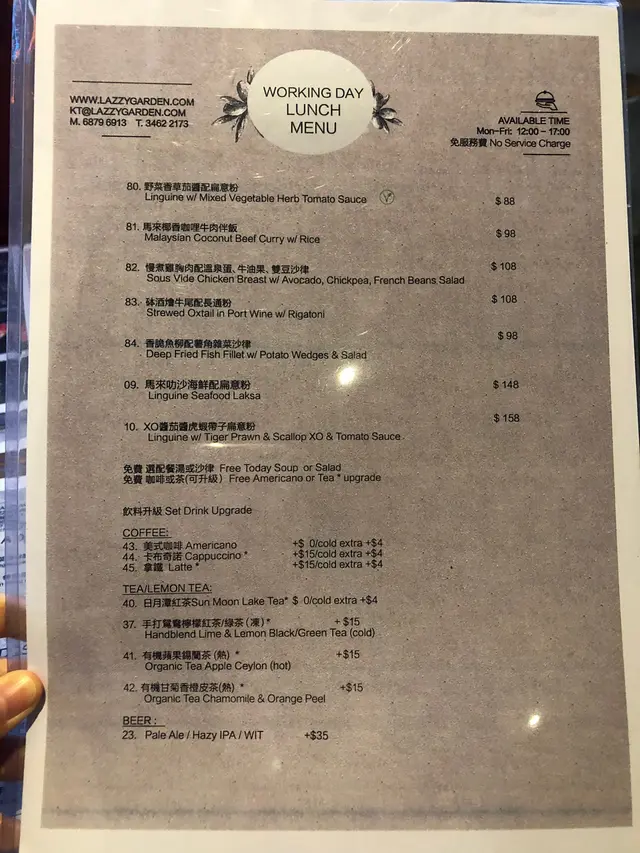 WWW.LAZZYGARDEN.COM
KT@LAZZYGARDEN.COM
M. 6879 6913 T. 3462 2173
WORKING DAY
LUNCH
MENU
AVAILABLE TIME
Mon-Fri: 12:00 – 17:00
免服務費 No Service Charge
80. 野菜香草茄醬配扁意粉
Linguine w/ Mixed Vegetable Herb Tomato Sauce V $ 88
81. 馬來椰香咖哩牛肉伴飯 $ 98
Malaysian Coconut Beef Curry w/ Rice
82. 慢煮雞胸肉配溫泉蛋、牛油果、雙豆沙律 $ 108
Sous Vide Chicken Breast w/ Avocado, Chickpea, French Beans Salad
83. 砵酒燴牛尾配長通粉 $ 108
Strewed Oxtail in Port Wine w/ Rigatoni
84. 香脆魚柳配薯角雜菜沙律 $ 98
Deep Fried Fish Fillet w/ Potato Wedges & Salad
09. 馬來叻沙海鮮配扁意粉 $ 148
Linguine Seafood Laksa
10. XO醬茄醬虎蝦帶子扁意粉 $ 158
Linguine w/ Tiger Prawn & Scallop XO & Tomato Sauce
免費 選配餐湯或沙律 Free Today Soup or Salad
免費 咖啡或茶(可升級) Free Americano or Tea * upgrade
飲料升級 Set Drink Upgrade
COFFEE:
43. 美式咖啡 Americano +$ 0/cold extra +$4
44. 卡布奇諾 Cappuccino * +$15/cold extra +$4
45. 拿鐵 Latte * +$15/cold extra +$4
TEA/LEMON TEA:
40. 日月潭紅茶Sun Moon Lake Tea* $ 0/cold extra +$4
37. 手打鴛鴦檸檬紅茶/綠茶 (凍) * + $15
Handblend Lime & Lemon Black/Green Tea (cold)
41. 有機蘋果錫蘭茶 (熱) * +$15
Organic Tea Apple Ceylon (hot)
42. 有機甘菊香橙皮茶(熱) * +$15
Organic Tea Chamomile & Orange Peel
BEER :
23. Pale Ale / Hazy IPA / WIT +$35